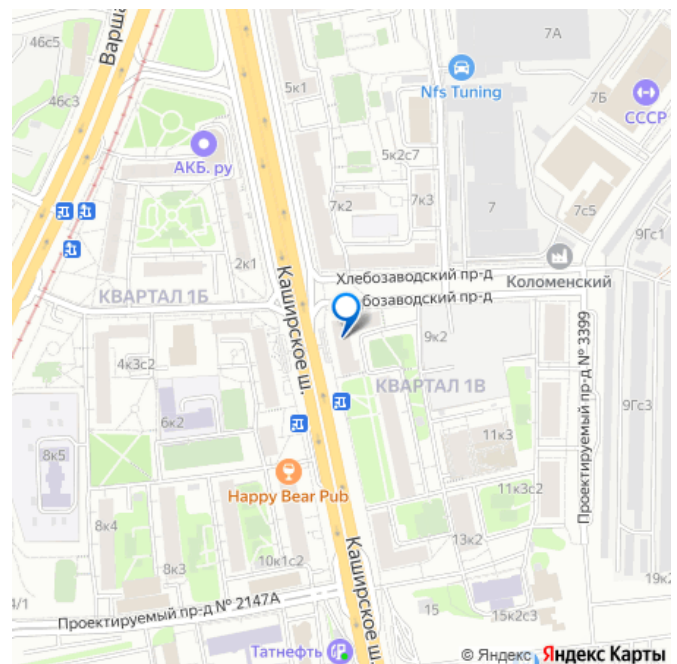 46с5
Варша
7А
5к1
Nfs Tuning
7Б
СССР
46с3
АКБ. ру
5к2с7
7к2
7к3
7
7с5
9Гс1
2к1
Хлебозаводский пр-д
Коломенский
КВАРТАЛ 1Б
бозаводский пр-д
Каширское ш.
9к2
4к3с2
КВАРТАЛ 1В
Проектируемый пр-д № 3399
9Гс3
6к2
11к3
8к5
Happy Bear Pub
11к3с2
8к4
8к3
10к1с2
13к2
Каширское ш.
19к2
4/1
Проектируемый пр-д № 2147А
15
15к2с3
Татнефть
© Яндекс Яндекс Карты